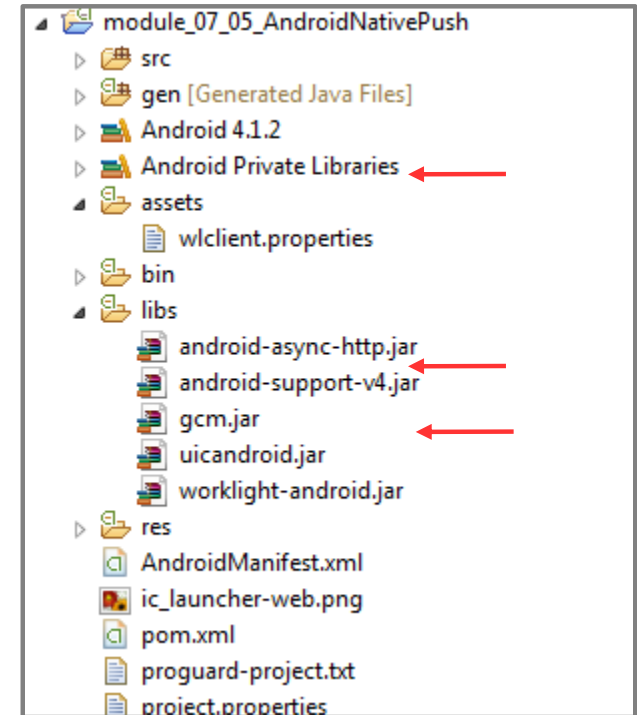 module_07_05_AndroidNativePush
src
gen [Generated Java Files]
Android 4.1.2
Android Private Libraries
assets
wlclient.properties
bin
libs
android-async-http.jar
android-support-v4.jar
gcm.jar
uicandroid.jar
worklight-android.jar
res
AndroidManifest.xml
ic_launcher-web.png
pom.xml
proguard-project.txt
project.properties